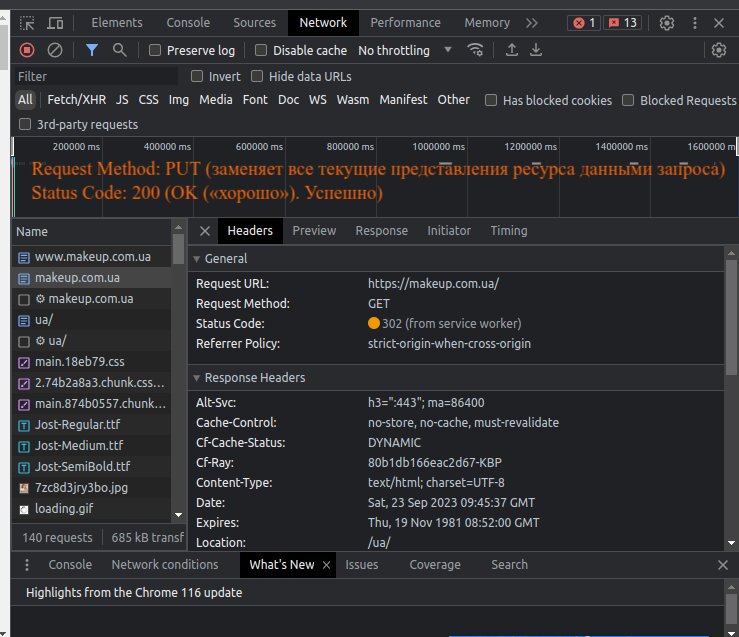 Elements Console Sources Network Performance Memory 1 13
Preserve log Disable cache No throttling
Filter Invert Hide data URLs
All Fetch/XHR JS CSS Img Media Font Doc WS Wasm Manifest Other Has blocked cookies Blocked Requests
3rd-party requests
200000 ms 400000 ms 600000 ms 800000 ms 1000000 ms 1200000 ms 1400000 ms 1600000 m
Request Method: PUT (заменяет все текущие представления ресурса данными запроса)
Status Code: 200 (OK («хорошо»). Успешно)
Name
www.makeup.com.ua
makeup.com.ua
makeup.com.ua
ua/
ua/
main.18eb79.css
2.74b2a8a3.chunk.css...
main.874b0557.chunk...
Jost-Regular.ttf
Jost-Medium.ttf
Jost-SemiBold.ttf
7zc8d3jry3bo.jpg
loading.gif
140 requests 685 kB transf
Headers Preview Response Initiator Timing
General
Request URL: https://makeup.com.ua/
Request Method: GET
Status Code: 302 (from service worker)
Referrer Policy: strict-origin-when-cross-origin
Response Headers
Alt-Svc: h3=":443"; ma=86400
Cache-Control: no-store, no-cache, must-revalidate
Cf-Cache-Status: DYNAMIC
Cf-Ray: 80b1db166eac2d67-KBP
Content-Type: text/html; charset=UTF-8
Date: Sat, 23 Sep 2023 09:45:37 GMT
Expires: Thu, 19 Nov 1981 08:52:00 GMT
Location: /ua/
Console Network conditions What's New Issues Coverage Search
Highlights from the Chrome 116 update